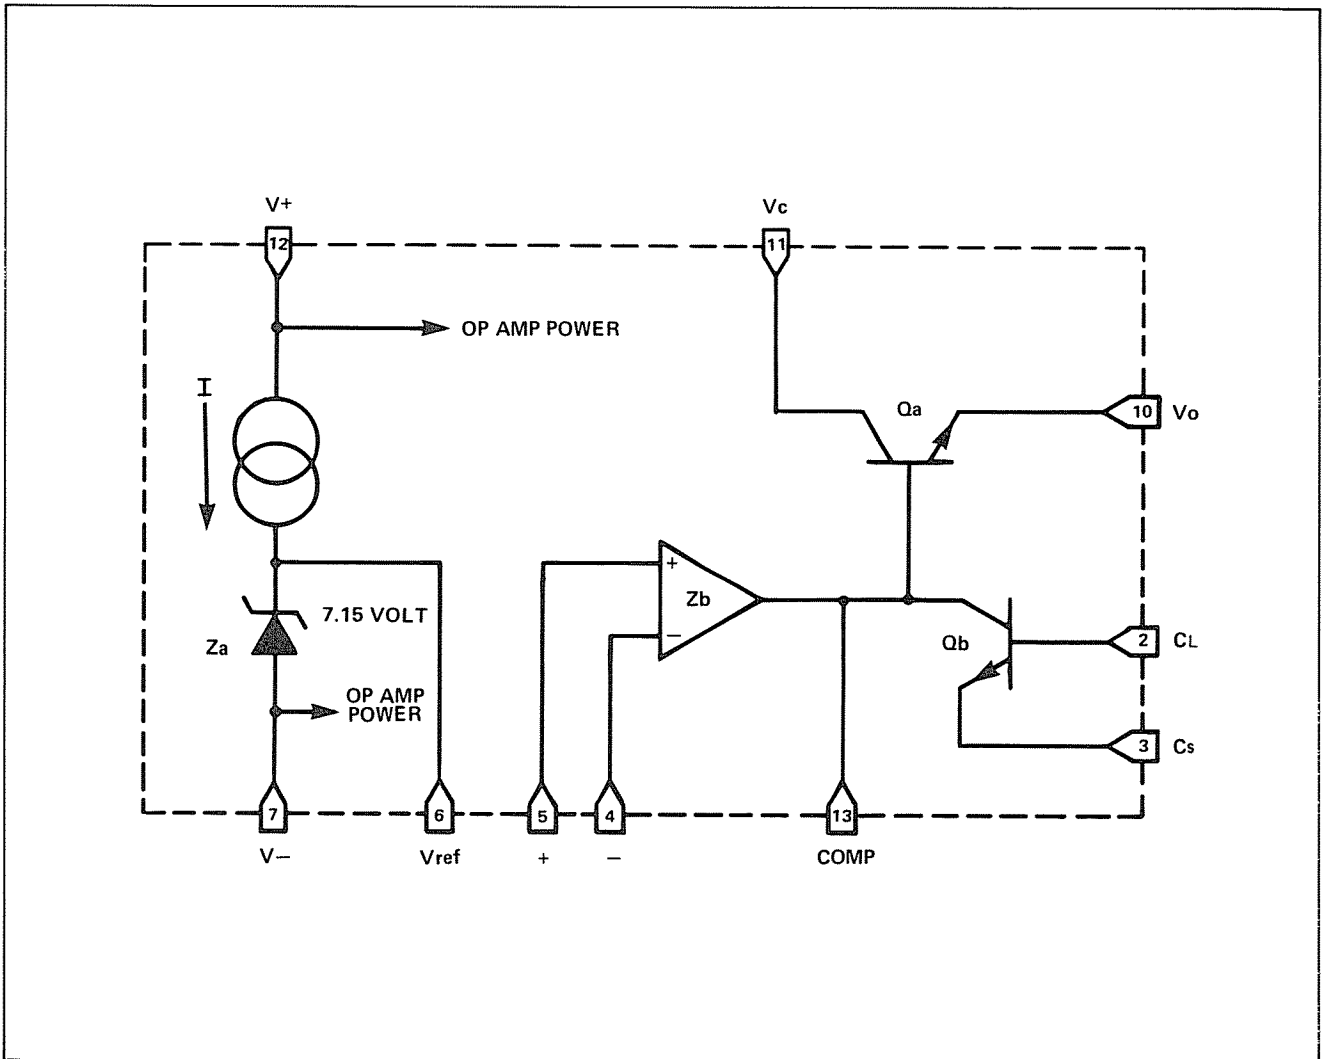 V+
Vc
12
11
OP AMP POWER
I
Qa
10
Vo
+
Zb
−
7.15 VOLT
Za
Qb
2
CL
OP AMP
POWER
3
Cs
7
6
5
4
13
V−
Vref
+
−
COMP